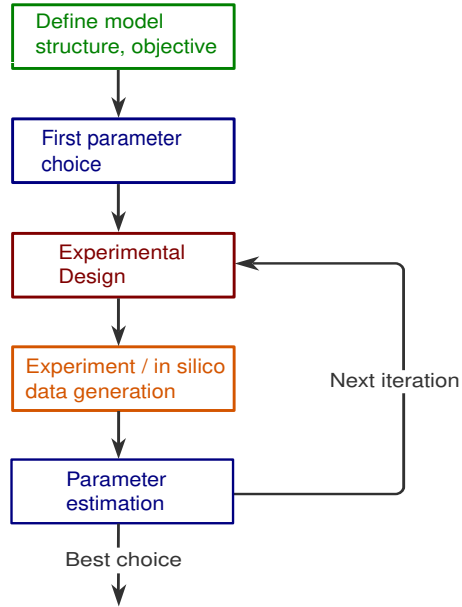 Define model
structure, objective
First parameter
choice
Experimental
Design
Experiment / in silico
data generation
Next iteration
Parameter
estimation
Best choice